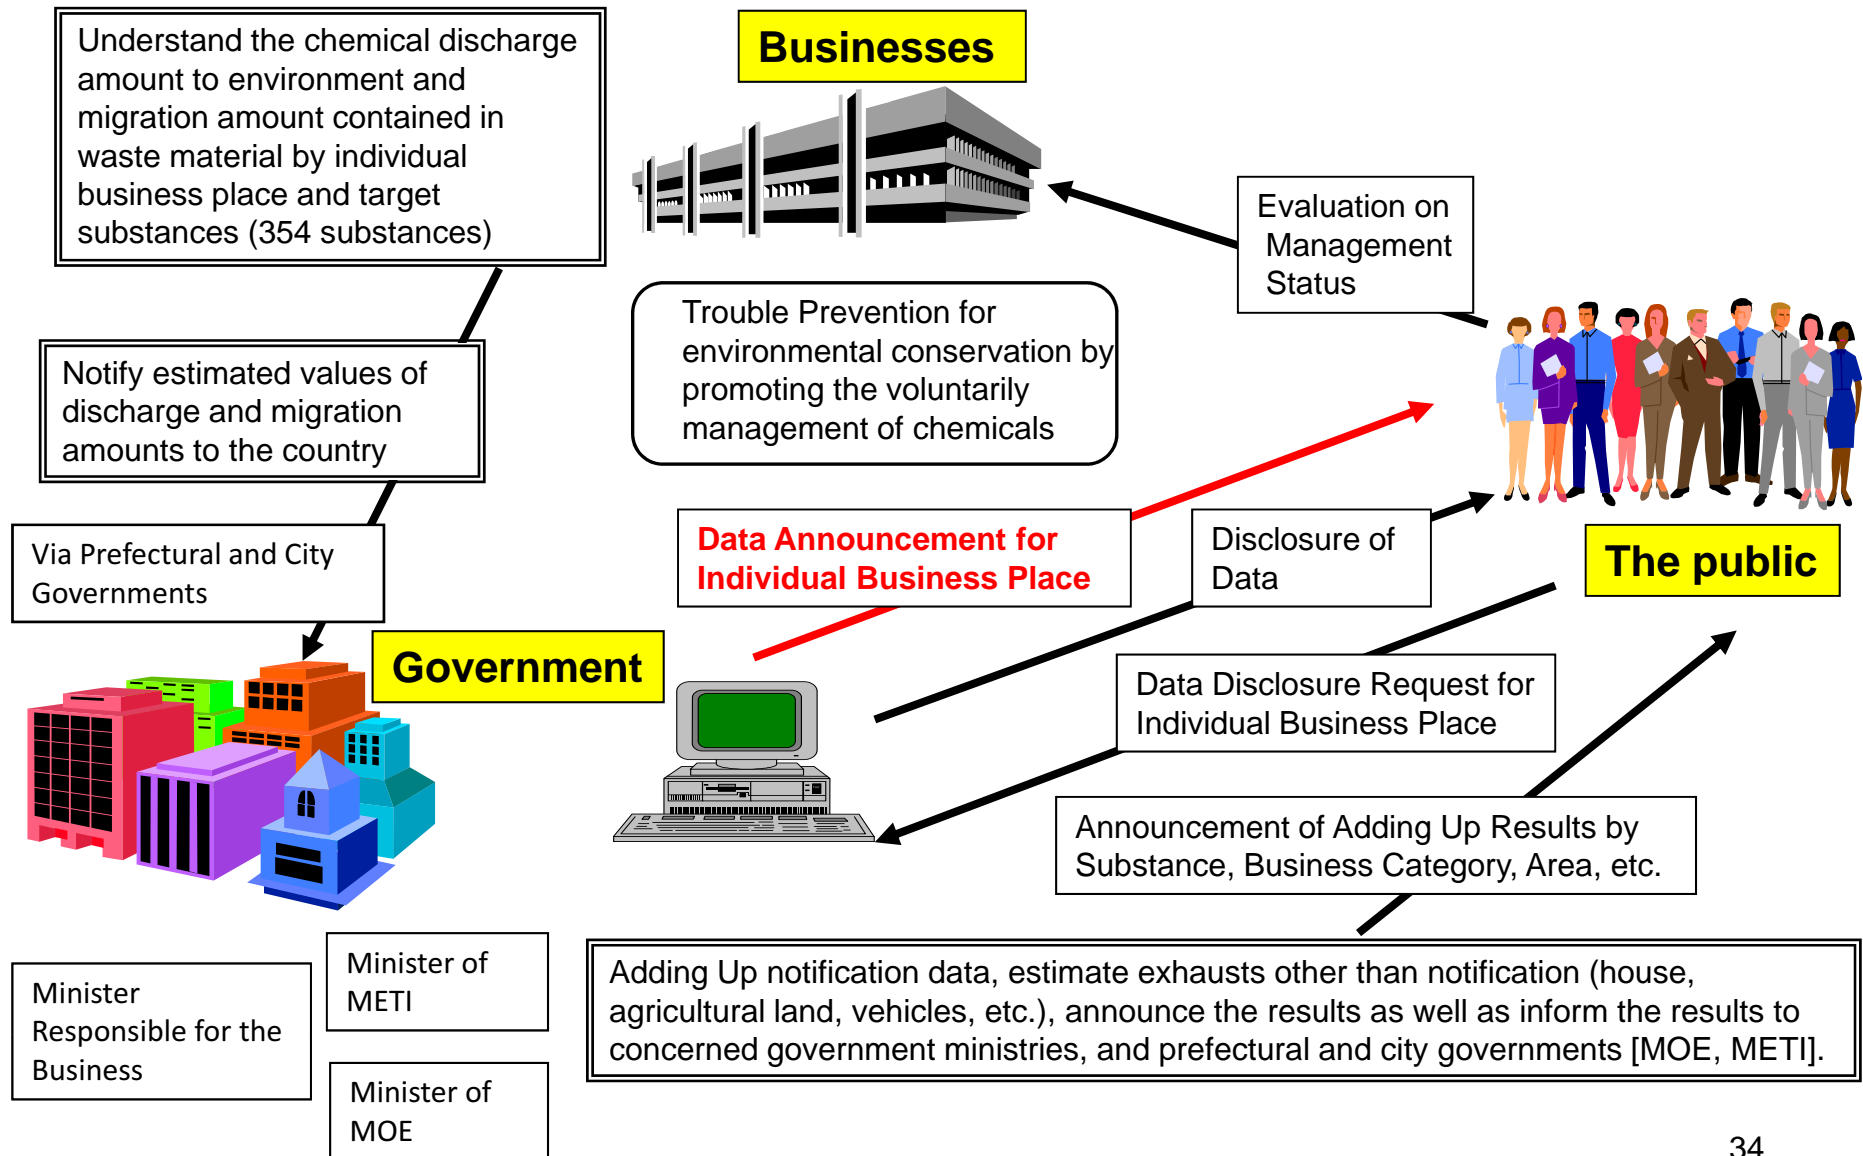 Understand the chemical discharge
amount to environment and
migration amount contained in
waste material by individual
business place and target
substances (354 substances)
Businesses
Evaluation on
Management
Status
Trouble Prevention for
environmental conservation by
promoting the voluntarily
management of chemicals
Notify estimated values of
discharge and migration
amounts to the country
Via Prefectural and City
Governments
Data Announcement for
Individual Business Place
Disclosure of
Data
The public
Government
Data Disclosure Request for
Individual Business Place
Announcement of Adding Up Results by
Substance, Business Category, Area, etc.
Minister
Responsible for the
Business
Minister of
METI
Minister of
MOE
Adding Up notification data, estimate exhausts other than notification (house,
agricultural land, vehicles, etc.), announce the results as well as inform the results to
concerned government ministries, and prefectural and city governments [MOE, METI].
34